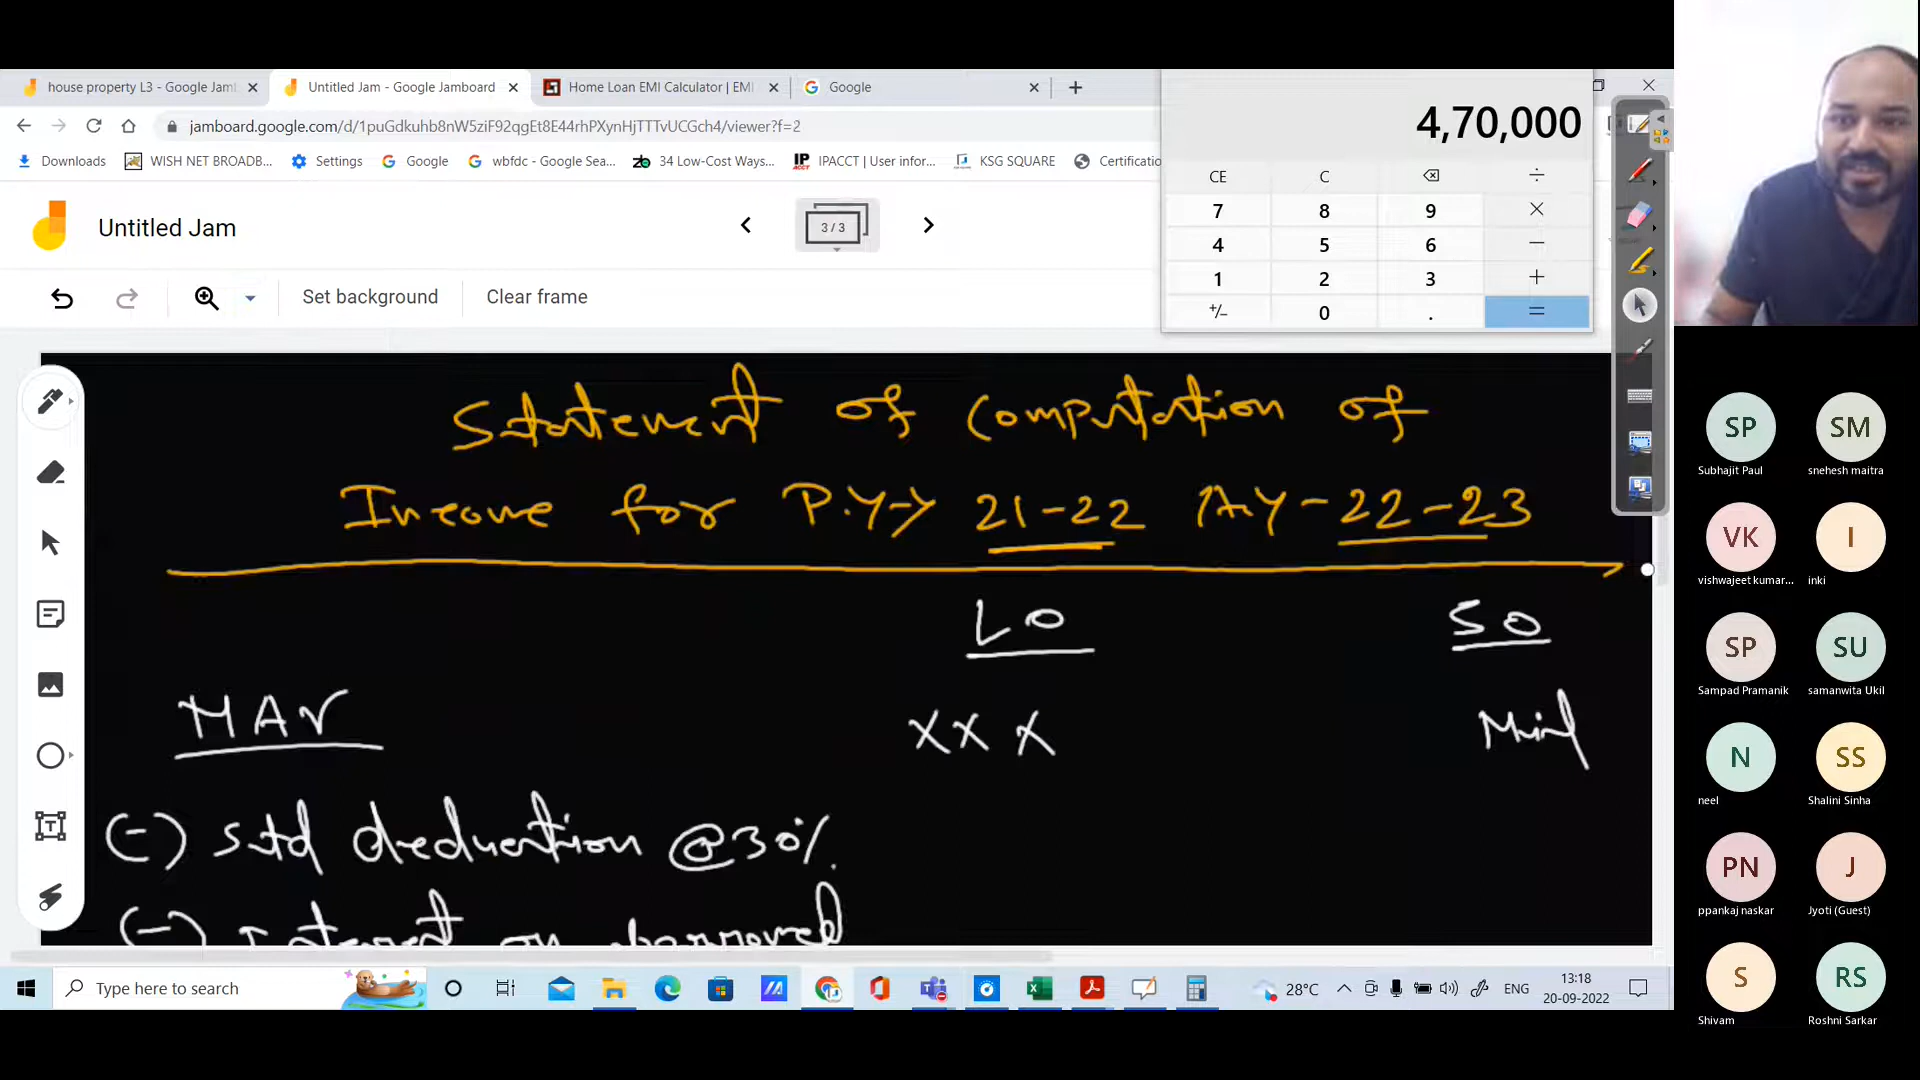 house property L3 - Google Jaml
Untitled Jam - Google Jamboard
Home Loan EMI Calculator | EMI
Google
jamboard.google.com/d/1puGdkuhb8nW5ziF92qgEt8E44rhPXynHjTTTvUCGch4/viewer?f=2
Downloads
WISH NET BROADB...
Settings
Google
wbfdc - Google Sea...
34 Low-Cost Ways...
IPACCT | User infor...
KSG SQUARE
Certificatio
4,70,000
CE C ÷
7 8 9 ×
4 5 6 −
1 2 3 +
+/- 0 . =
Untitled Jam
3 / 3
Set background
Clear frame
Statement of Computation of
Income for P.Y-> 21-22 A.Y - 22-23
LO SO
NAV XXX
(-) Std deduction @30%.
(-) Interest on borrowed
Type here to search
28°C
ENG
13:18
20-09-2022
SP
Subhajit Paul
SM
snehesh maitra
VK
vishwajeet kumar...
I
inki
SP
Sampad Pramanik
SU
samanwita Ukil
N
neel
SS
Shalini Sinha
PN
ppankaj naskar
J
Jyoti (Guest)
S
Shivam
RS
Roshni Sarkar